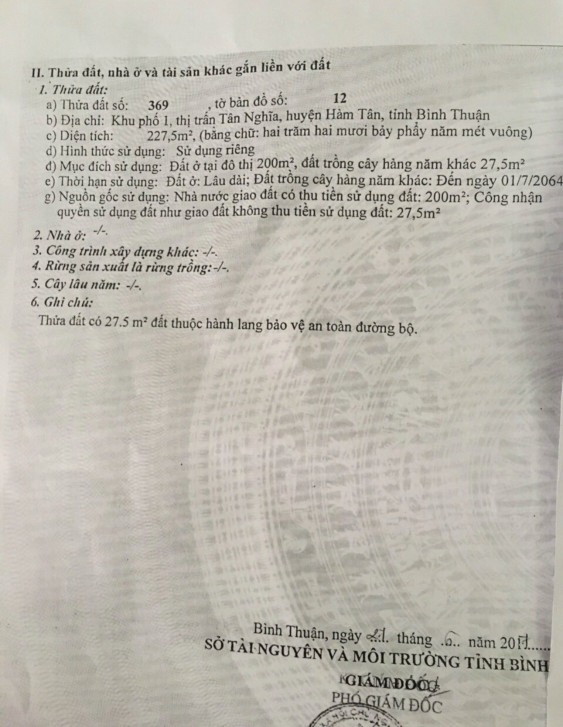 II. Thửa đất, nhà ở và tài sản khác gắn liền với đất
1. Thửa đất:
a) Thửa đất số: 369 , tờ bản đồ số: 12
b) Địa chỉ: Khu phố 1, thị trấn Tân Nghĩa, huyện Hàm Tân, tỉnh Bình Thuận
c) Diện tích: 227,5m², (bằng chữ: hai trăm hai mươi bảy phẩy năm mét vuông)
d) Hình thức sử dụng: Sử dụng riêng
đ) Mục đích sử dụng: Đất ở tại đô thị 200m², đất trồng cây hàng năm khác 27,5m²
e) Thời hạn sử dụng: Đất ở: Lâu dài; Đất trồng cây hàng năm khác: Đến ngày 01/7/2064
g) Nguồn gốc sử dụng: Nhà nước giao đất có thu tiền sử dụng đất: 200m²; Công nhận
quyền sử dụng đất như giao đất không thu tiền sử dụng đất: 27,5m²
2. Nhà ở: -/-.
3. Công trình xây dựng khác: -/-.
4. Rừng sản xuất là rừng trồng: -/-.
5. Cây lâu năm: -/-.
6. Ghi chú:
Thửa đất có 27.5 m² đất thuộc hành lang bảo vệ an toàn đường bộ.
Bình Thuận, ngày tháng năm 201
SỞ TÀI NGUYÊN VÀ MÔI TRƯỜNG TỈNH BÌNH
GIÁM ĐỐC
PHÓ GIÁM ĐỐC